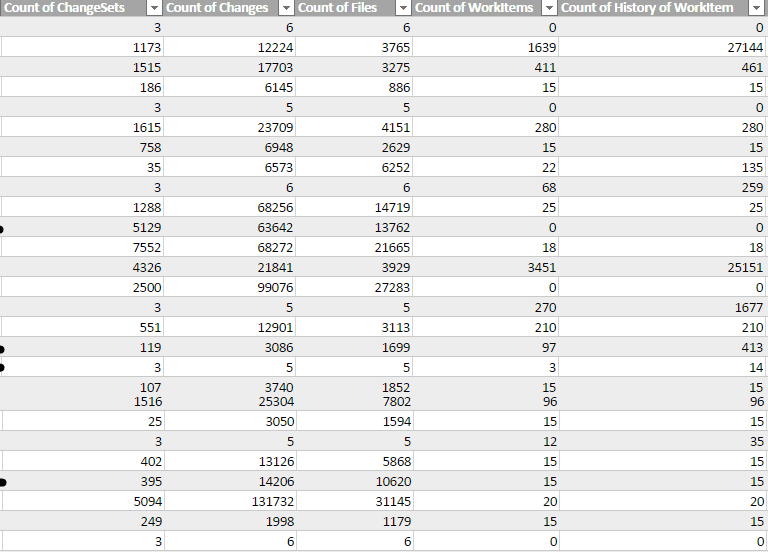 Count of ChangeSets Count of Changes Count of Files Count of WorkItems Count of History of WorkItem
3 6 6 0 0
1173 12224 3765 1639 27144
1515 17703 3275 411 461
186 6145 886 15 15
3 5 5 0 0
1615 23709 4151 280 280
758 6948 2629 15 15
35 6573 6252 22 135
3 6 6 68 259
1288 68256 14719 25 25
5129 63642 13762 0 0
7552 68272 21665 18 18
4326 21841 3929 3451 25151
2500 99076 27283 0 0
3 5 5 270 1677
551 12901 3113 210 210
119 3086 1699 97 413
3 5 5 3 14
107 3740 1852 15 15
1516 25304 7802 96 96
25 3050 1594 15 15
3 5 5 12 35
402 13126 5868 15 15
395 14206 10620 15 15
5094 131732 31145 20 20
249 1998 1179 15 15
3 6 6 0 0